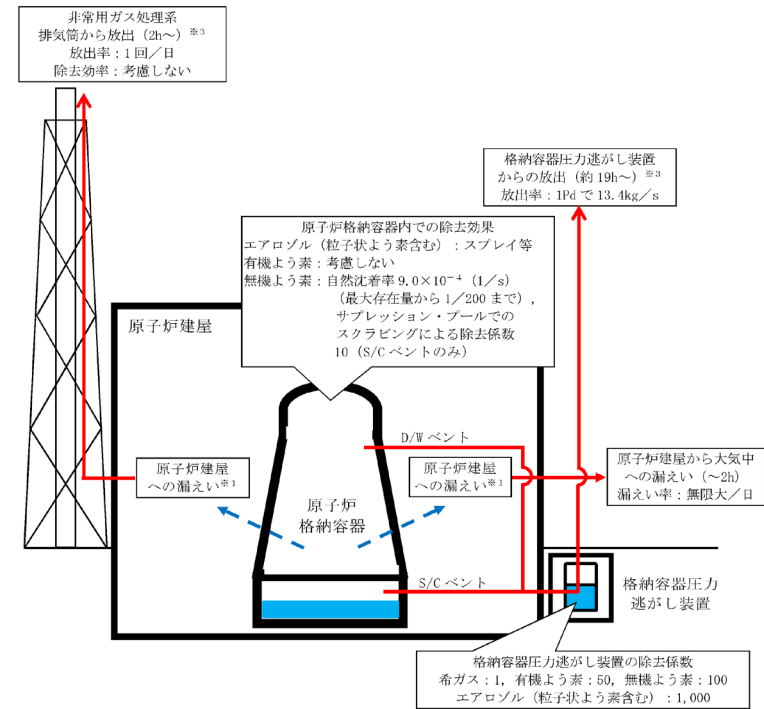 非常用ガス処理系
排気筒から放出（2h～）※3
放出率：1回／日
除去効率：考慮しない
格納容器圧力逃がし装置
からの放出（約19h～）※3
放出率：1Pdで13.4kg／s
原子炉格納容器内での除去効果
エアロゾル（粒子状よう素含む）：スプレイ等
有機よう素：考慮しない
無機よう素：自然沈着率9.0×10－4（1/s）
（最大存在量から1／200まで），
サプレッション・プールでの
スクラビングによる除去係数
10（S/Cベントのみ）
原子炉建屋
D/Wベント
原子炉建屋
への漏えい※1
原子炉建屋
への漏えい※1
原子炉建屋から大気中
への漏えい（～2h）
漏えい率：無限大／日
原子炉
格納容器
S/Cベント
格納容器圧力
逃がし装置
格納容器圧力逃がし装置の除去係数
希ガス：1，有機よう素：50，無機よう素：100
エアロゾル（粒子状よう素含む）：1,000